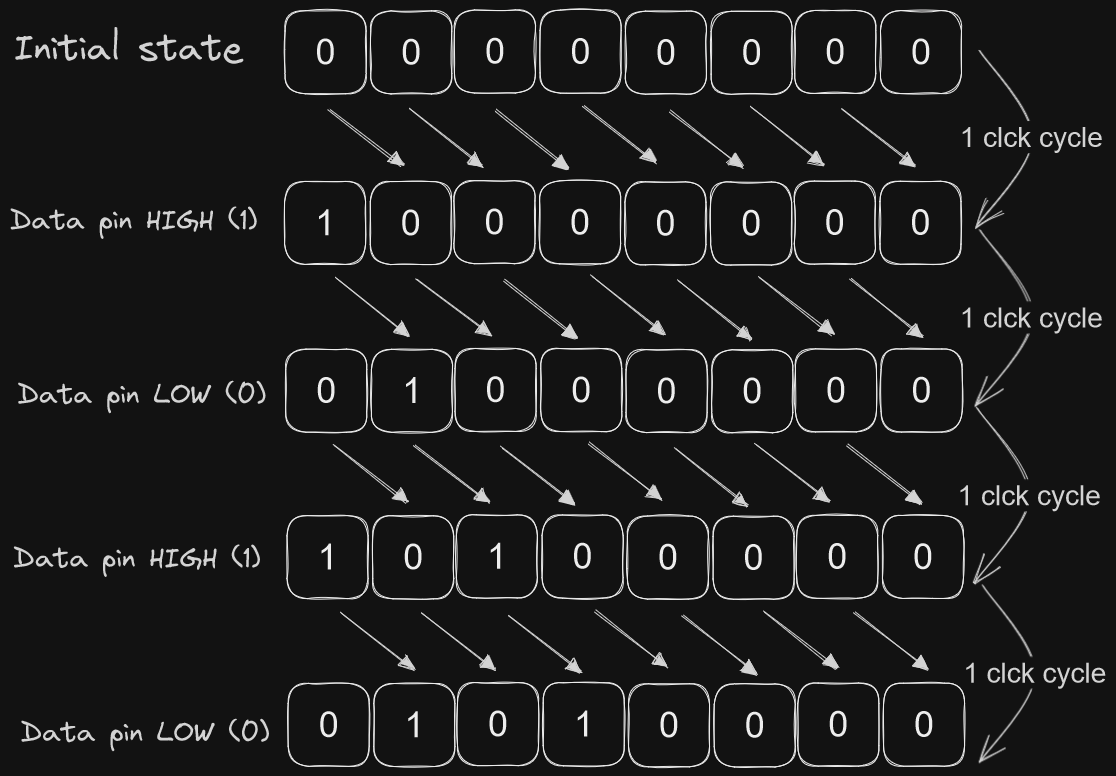 Initial state 0 0 0 0 0 0 0 0
1 clck cycle
Data pin HIGH (1) 1 0 0 0 0 0 0 0
1 clck cycle
Data pin LOW (0) 0 1 0 0 0 0 0 0
1 clck cycle
Data pin HIGH (1) 1 0 1 0 0 0 0 0
1 clck cycle
Data pin LOW (0) 0 1 0 1 0 0 0 0